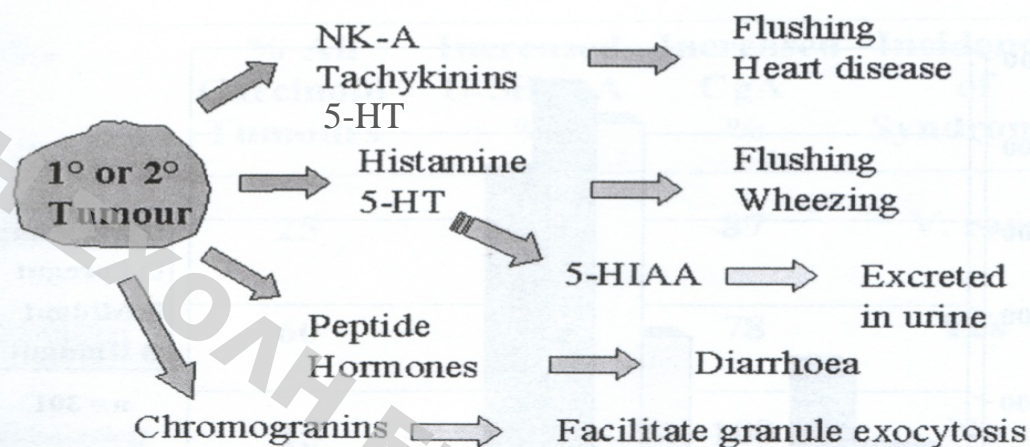 NK-A
Tachykinins
5-HT
Flushing
Heart disease
1° or 2°
Tumour
Histamine
5-HT
Flushing
Wheezing
5-HIAA
Excreted
in urine
Peptide
Hormones
Diarrhoea
Chromogranins
Facilitate granule exocytosis
ΣΧΟΛΗ